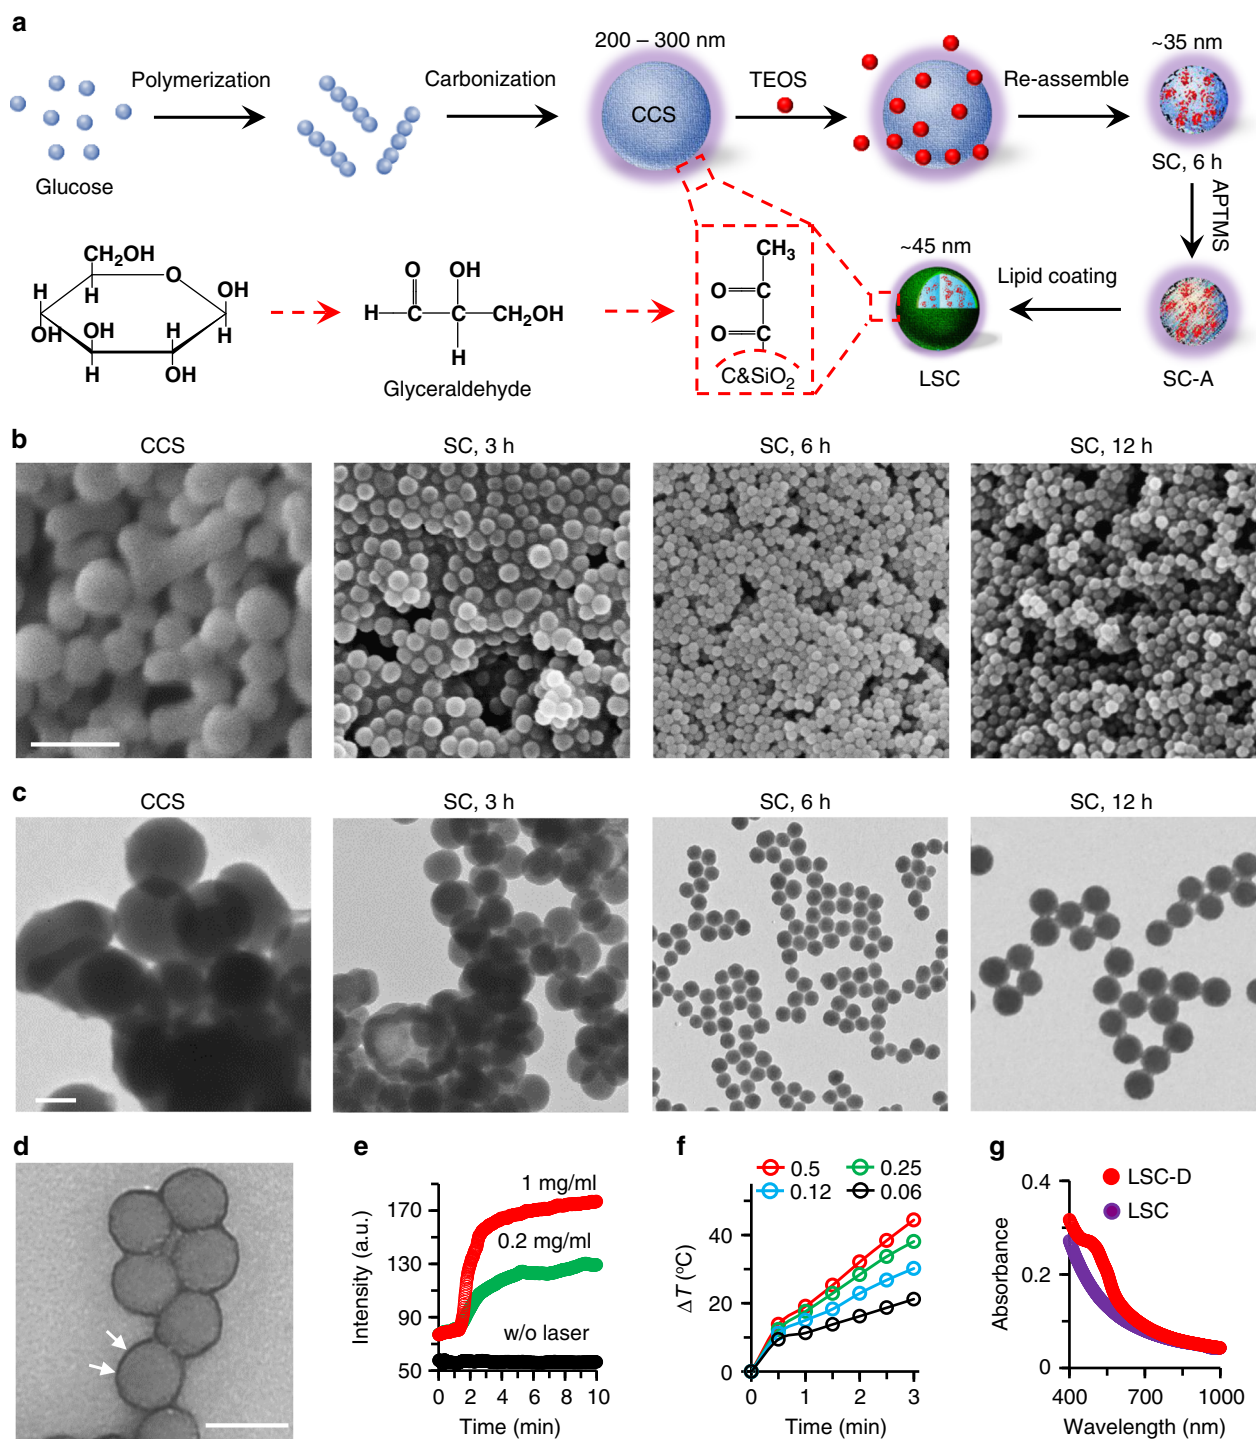 a
200 – 300 nm
~35 nm
Polymerization
Carbonization
TEOS
Re-assemble
CCS
Glucose
SC, 6 h
APTMS
CH₂OH
O
H
H
OH
OH
OH
H
H
H
OH
O
OH
H
C
C
CH₂OH
H
Glyceraldehyde
CH₃
O
C
O
C
C&SiO₂
~45 nm
Lipid coating
LSC
SC-A
b
CCS
SC, 3 h
SC, 6 h
SC, 12 h
c
CCS
SC, 3 h
SC, 6 h
SC, 12 h
d
e
170
130
90
50
Intensity (a.u.)
1 mg/ml
0.2 mg/ml
w/o laser
0 2 4 6 8 10
Time (min)
f
0.5
0.25
0.12
0.06
40
20
0
ΔT (ºC)
0 1 2 3
Time (min)
g
LSC-D
LSC
0.4
0.2
0
Absorbance
400 700 1000
Wavelength (nm)